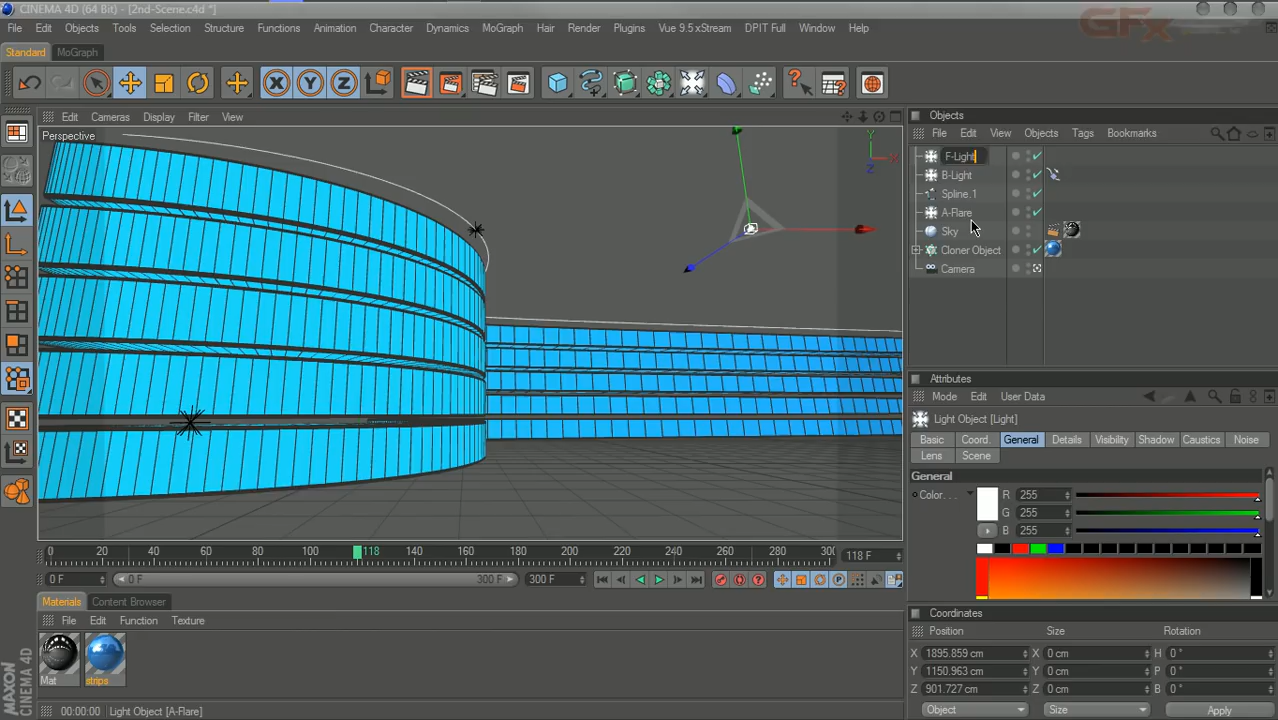 CINEMA 4D (64 Bit) - [2nd-Scene.c4d *]
GFx
File Edit Objects Tools Selection Structure Functions Animation Character Dynamics MoGraph Hair Render Plugins Vue 9.5 xStream DPIT Full Window Help
Standard MoGraph
X Y Z
Edit Cameras Display Filter View
Perspective
Y
X
Z
0 20 40 60 80 100 118 140 160 180 200 220 240 260 280 30 118 F
0 F 0 F 300 F 300 F
P
Materials Content Browser
File Edit Function Texture
Mat strips
MAXON
CINEMA 4D
00:00:00 Light Object [A-Flare]
Objects
File Edit View Objects Tags Bookmarks
F-Light
B-Light
Spline.1
A-Flare
Sky
Cloner Object
Camera
Attributes
Mode Edit User Data
Light Object [Light]
Basic Coord. General Details Visibility Shadow Caustics Noise
Lens Scene
General
Color. . . R 255
G 255
B 255
Coordinates
Position Size Rotation
X 1895.859 cm X 0 cm H 0 °
Y 1150.963 cm Y 0 cm P 0 °
Z 901.727 cm Z 0 cm B 0 °
Object Size Apply